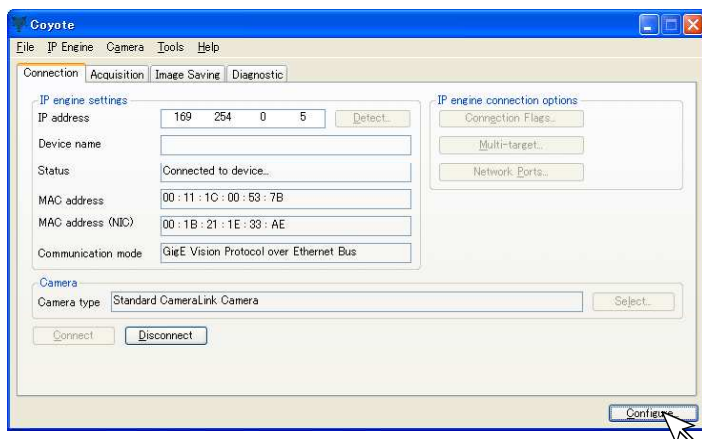 Coyote
File IP Engine Camera Tools Help
Connection Acquisition Image Saving Diagnostic
IP engine settings
IP address 169 254 0 5 Detect...
Device name
Status Connected to device...
MAC address 00 : 11 : 1C : 00 : 53 : 7B
MAC address (NIC) 00 : 1B : 21 : 1E : 33 : AE
Communication mode GigE Vision Protocol over Ethernet Bus
IP engine connection options
Connection Flags...
Multi-target...
Network Ports...
Camera
Camera type Standard CameraLink Camera Select...
Connect Disconnect
Configure...